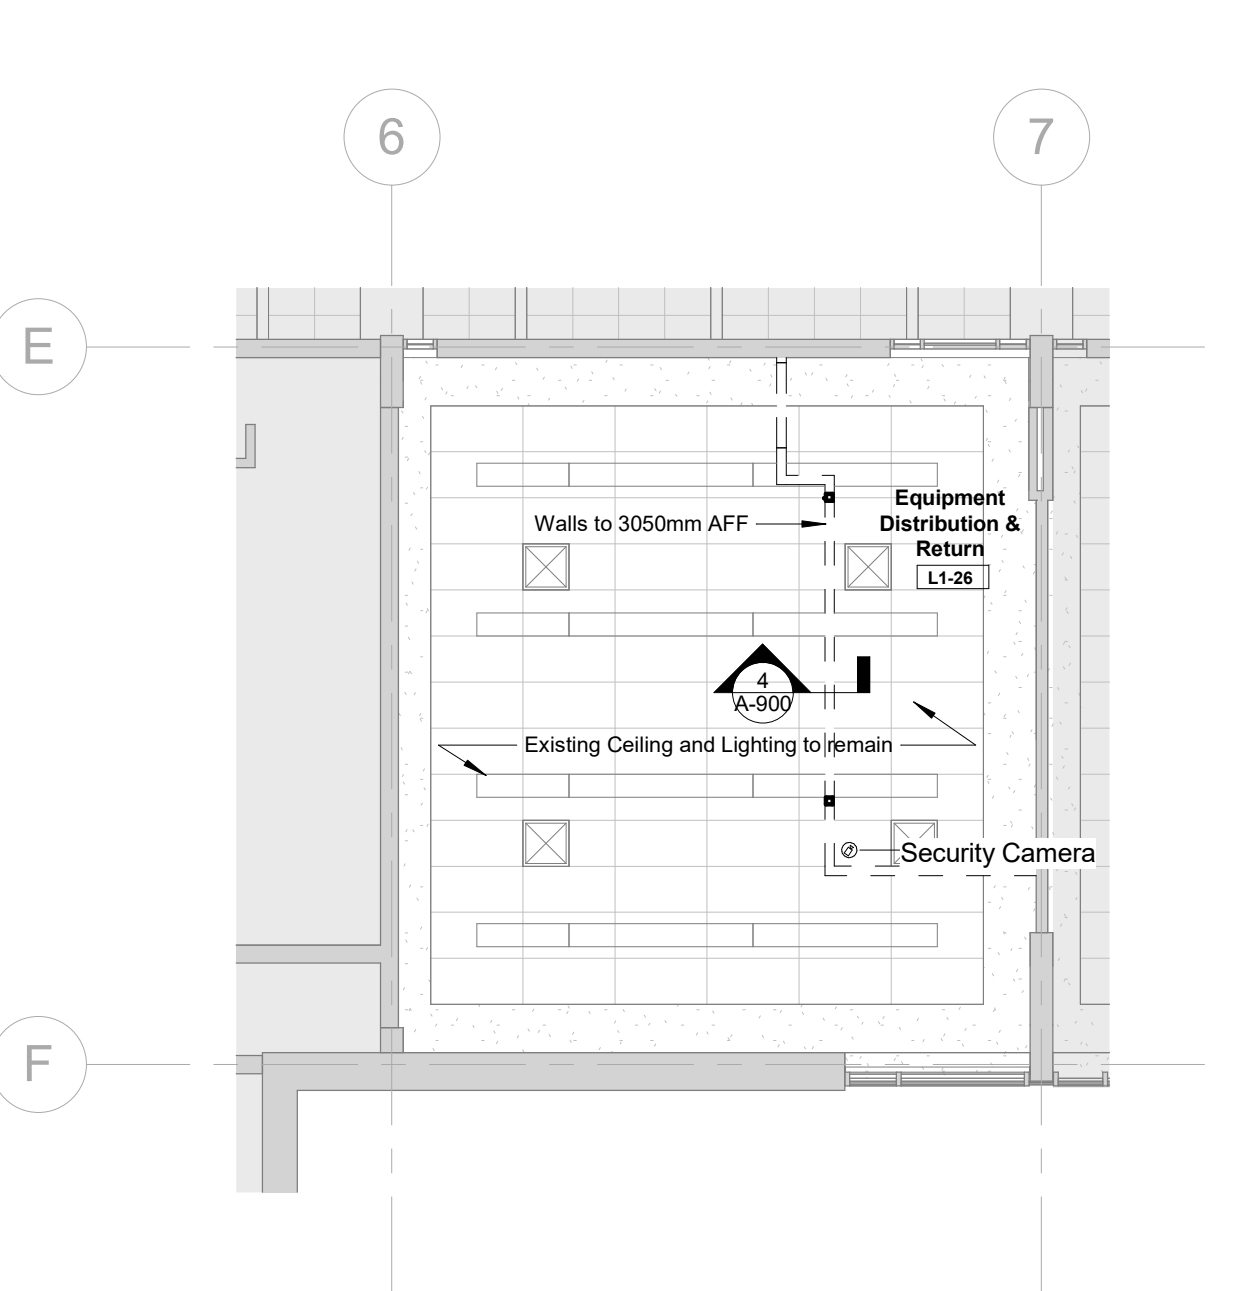 6
7
E
Equipment
Distribution &
Return
L1-26
Walls to 3050mm AFF
4
A-900
Existing Ceiling and Lighting to remain
Security Camera
F